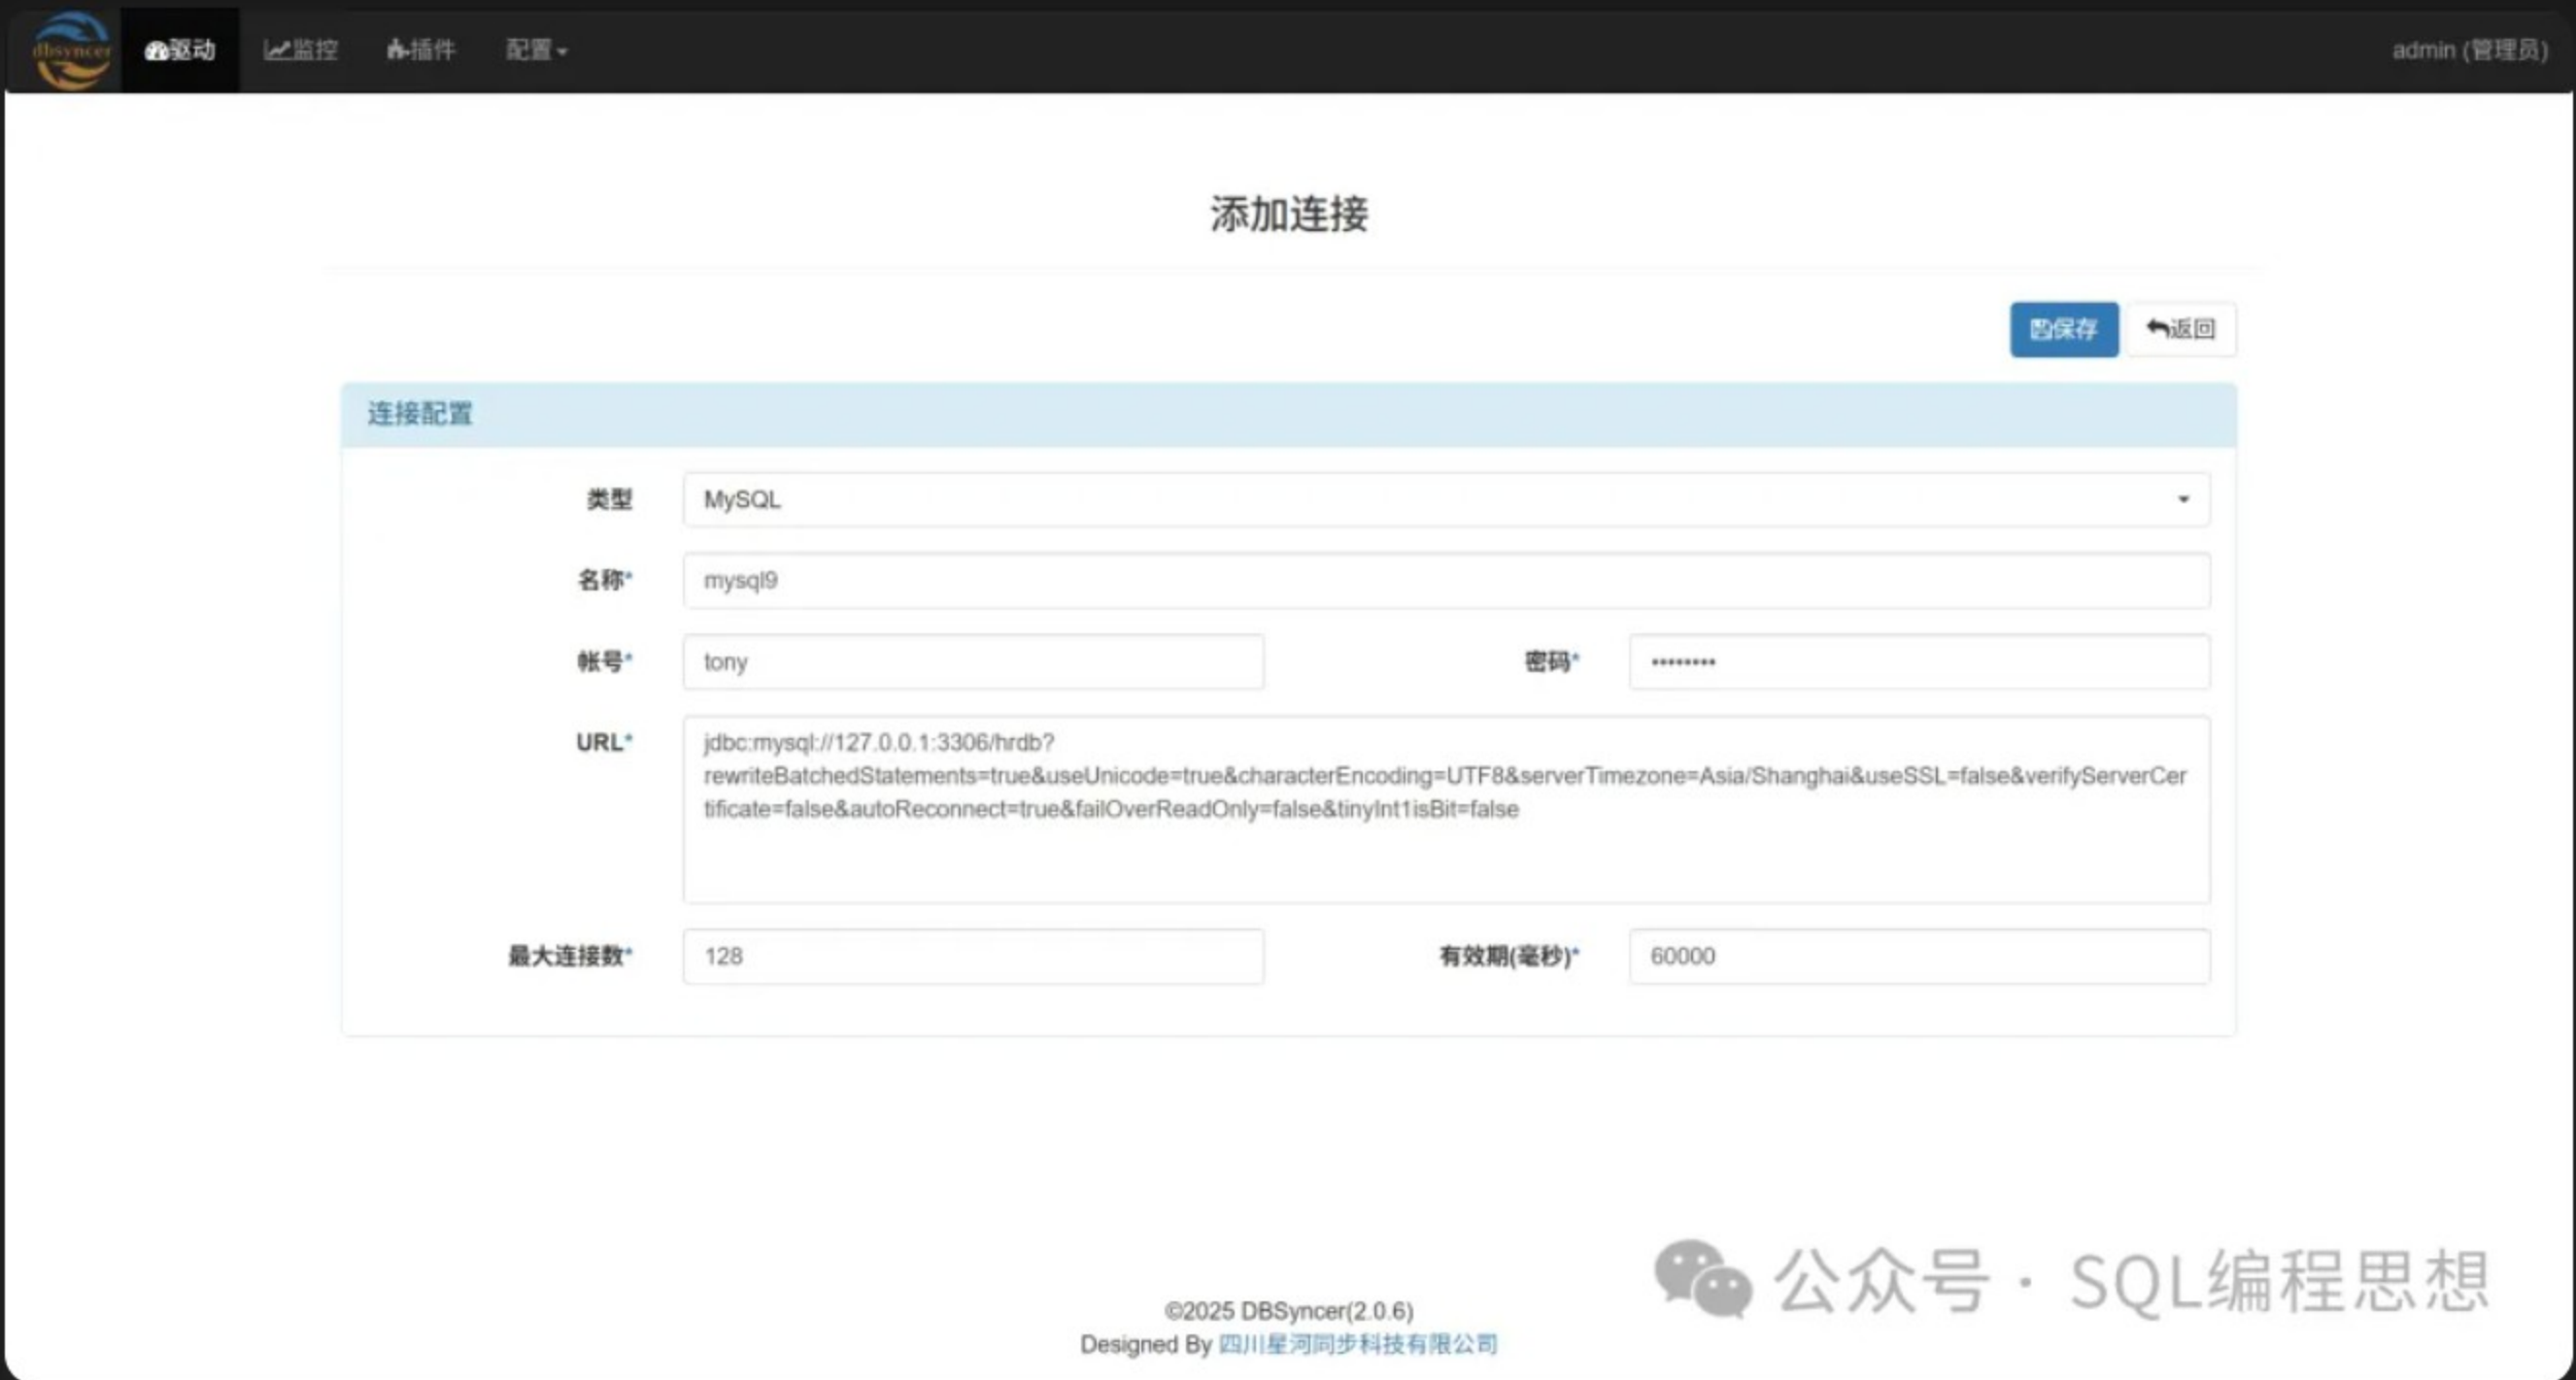 dbsyncer 驱动 监控 插件 配置 admin (管理员)
添加连接
保存 返回
连接配置
类型 MySQL
名称* mysql9
帐号* tony 密码* ••••••••
URL* jdbc:mysql://127.0.0.1:3306/hrdb?
rewriteBatchedStatements=true&useUnicode=true&characterEncoding=UTF8&serverTimezone=Asia/Shanghai&useSSL=false&verifyServerCer
tificate=false&autoReconnect=true&failOverReadOnly=false&tinyInt1isBit=false
最大连接数* 128 有效期(毫秒)* 60000
公众号 · SQL编程思想
©2025 DBSyncer(2.0.6)
Designed By 四川星河同步科技有限公司